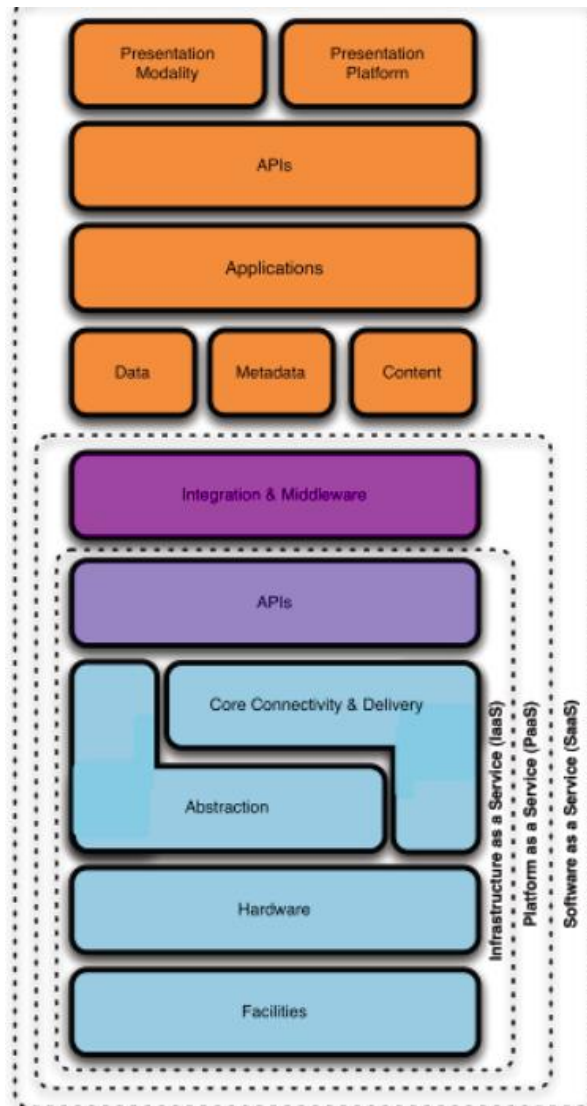 Presentation
Modality
Presentation
Platform
APIs
Applications
Data
Metadata
Content
Integration & Middleware
APIs
Core Connectivity & Delivery
Abstraction
Hardware
Facilities
Infrastructure as a Service (IaaS)
Platform as a Service (PaaS)
Software as a Service (SaaS)